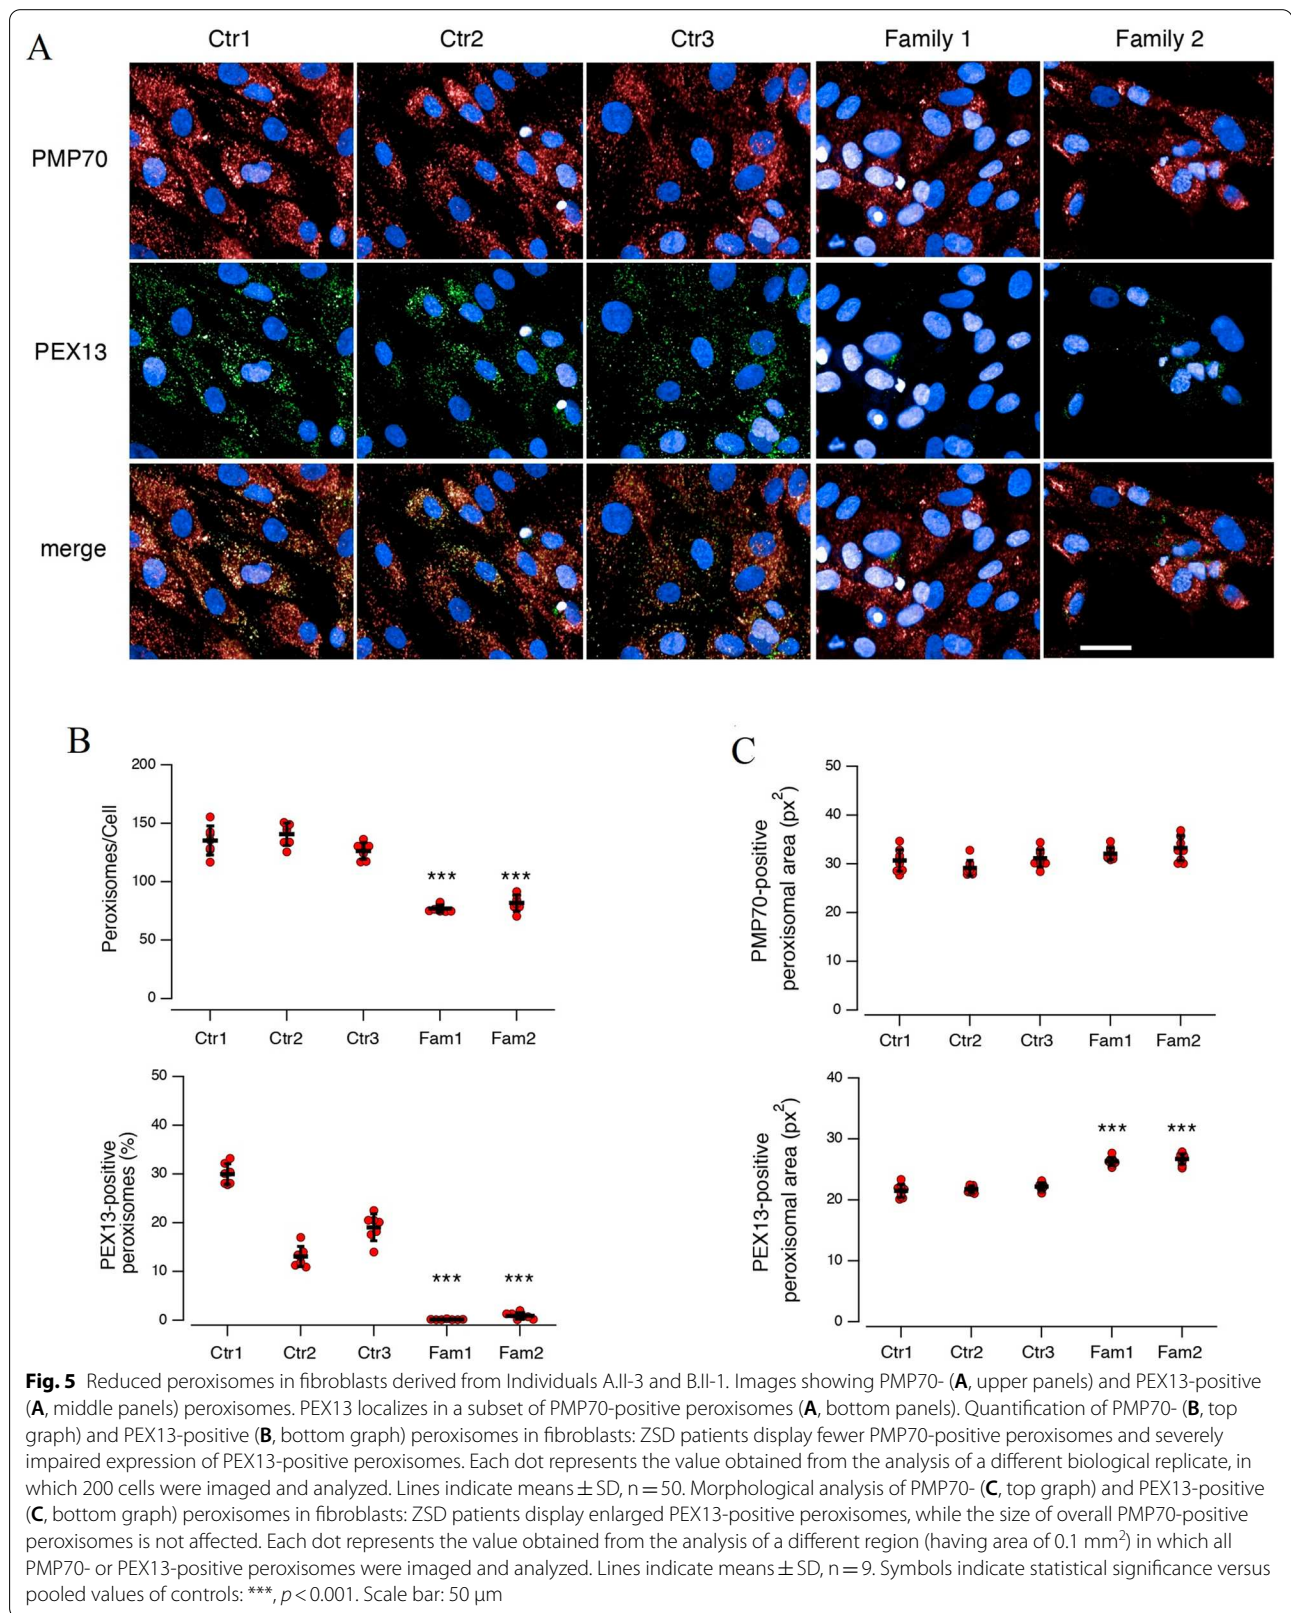 A
Ctr1 Ctr2 Ctr3 Family 1 Family 2
PMP70
PEX13
merge
B
Peroxisomes/Cell
200
150
100
50
0
*** ***
Ctr1 Ctr2 Ctr3 Fam1 Fam2
C
PMP70-positive
peroxisomal area (px²)
50
40
30
20
10
0
Ctr1 Ctr2 Ctr3 Fam1 Fam2
PEX13-positive
peroxisomes (%)
50
40
30
20
10
0
*** ***
Ctr1 Ctr2 Ctr3 Fam1 Fam2
PEX13-positive
peroxisomal area (px²)
40
30
20
10
0
*** ***
Ctr1 Ctr2 Ctr3 Fam1 Fam2
Fig. 5 Reduced peroxisomes in fibroblasts derived from Individuals A.II-3 and B.II-1. Images showing PMP70- (A, upper panels) and PEX13-positive
(A, middle panels) peroxisomes. PEX13 localizes in a subset of PMP70-positive peroxisomes (A, bottom panels). Quantification of PMP70- (B, top
graph) and PEX13-positive (B, bottom graph) peroxisomes in fibroblasts: ZSD patients display fewer PMP70-positive peroxisomes and severely
impaired expression of PEX13-positive peroxisomes. Each dot represents the value obtained from the analysis of a different biological replicate, in
which 200 cells were imaged and analyzed. Lines indicate means ± SD, n = 50. Morphological analysis of PMP70- (C, top graph) and PEX13-positive
(C, bottom graph) peroxisomes in fibroblasts: ZSD patients display enlarged PEX13-positive peroxisomes, while the size of overall PMP70-positive
peroxisomes is not affected. Each dot represents the value obtained from the analysis of a different region (having area of 0.1 mm²) in which all
PMP70- or PEX13-positive peroxisomes were imaged and analyzed. Lines indicate means ± SD, n = 9. Symbols indicate statistical significance versus
pooled values of controls: ***, p < 0.001. Scale bar: 50 μm